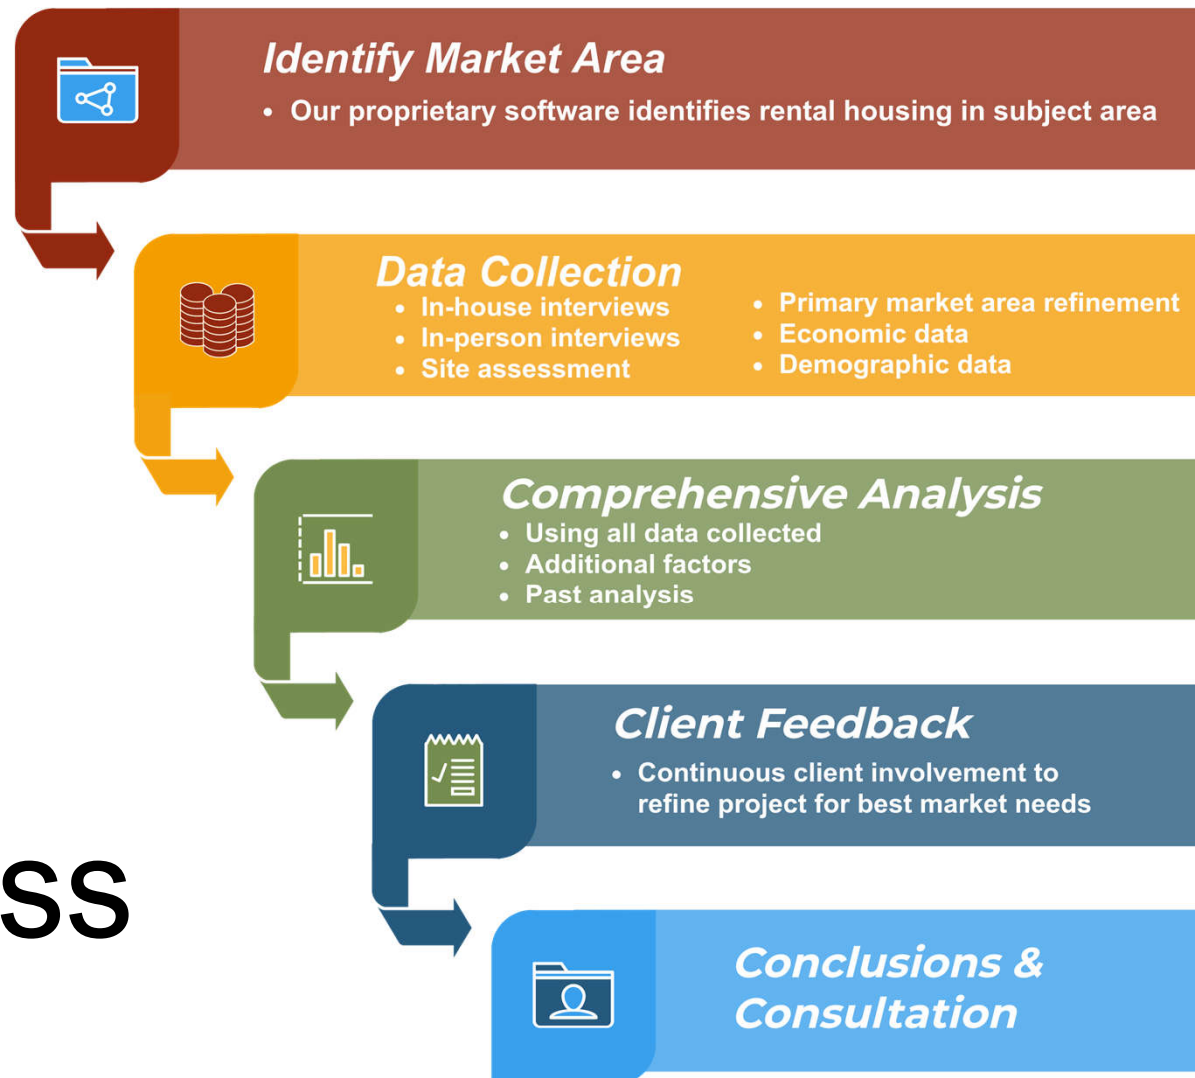 Identify Market Area
• Our proprietary software identifies rental housing in subject area
Data Collection
• In-house interviews
• In-person interviews
• Site assessment
• Primary market area refinement
• Economic data
• Demographic data
Comprehensive Analysis
• Using all data collected
• Additional factors
• Past analysis
Client Feedback
• Continuous client involvement to
refine project for best market needs
ss
Conclusions &
Consultation